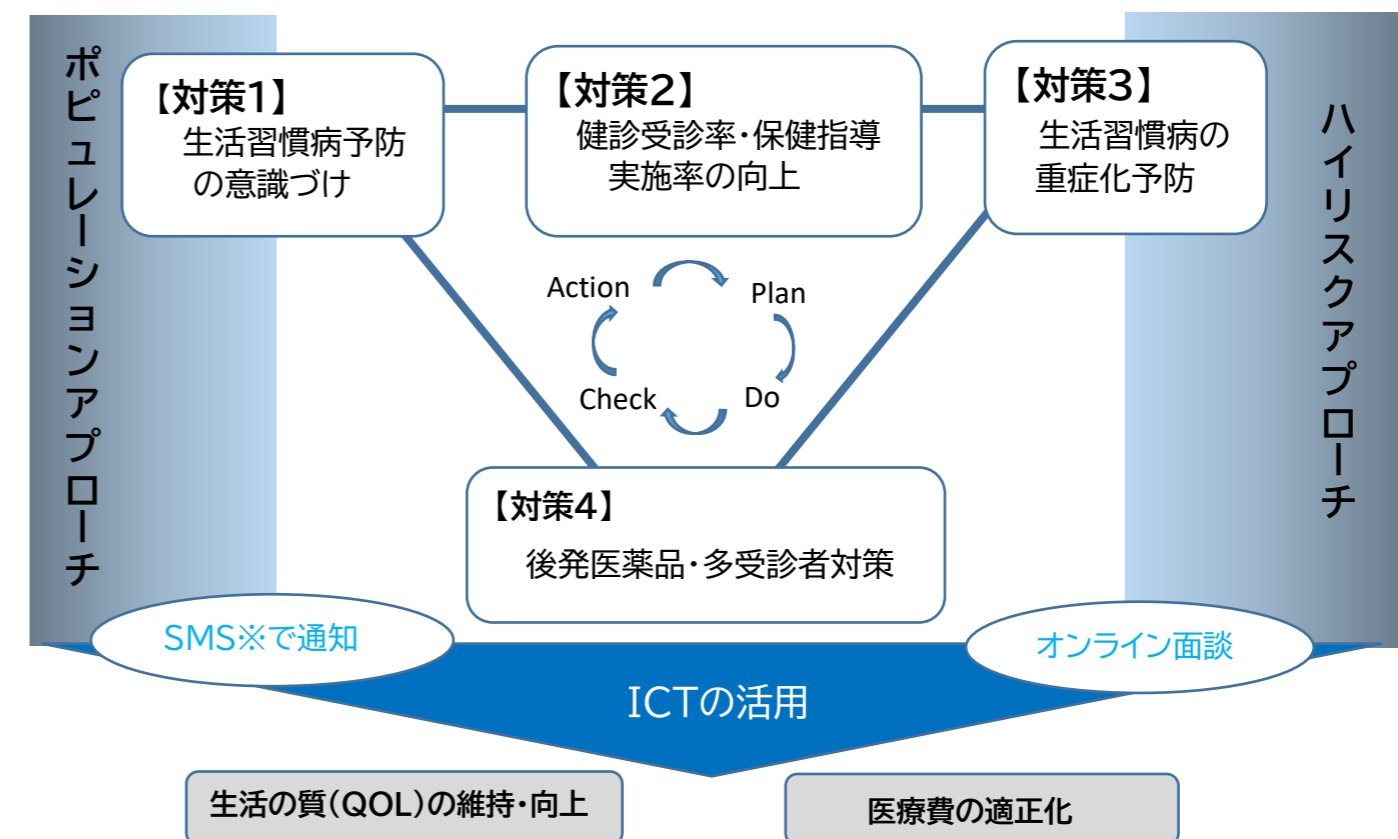 ポピュレーションアプローチ
【対策1】
生活習慣病予防
の意識づけ
【対策2】
健診受診率・保健指導
実施率の向上
【対策3】
生活習慣病の
重症化予防
ハイリスクアプローチ
Action
Plan
Check
Do
【対策4】
後発医薬品・多受診者対策
SMS※で通知
オンライン面談
ICTの活用
生活の質(QOL)の維持・向上
医療費の適正化